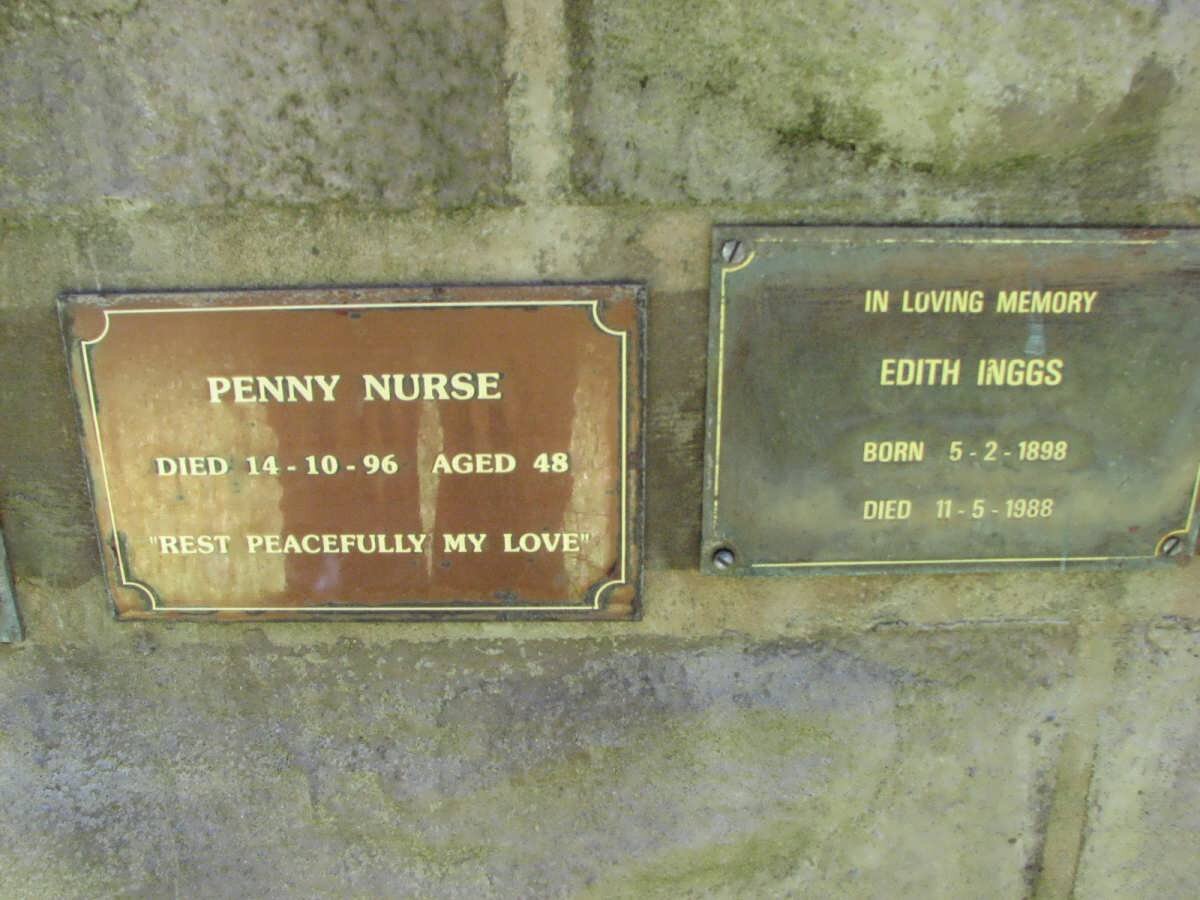 PENNY NURSE
DIED 14 - 10 - 96 AGED 48
"REST PEACEFULLY MY LOVE"
IN LOVING MEMORY
EDITH INGGS
BORN 5 - 2 - 1898
DIED 11 - 5 - 1988